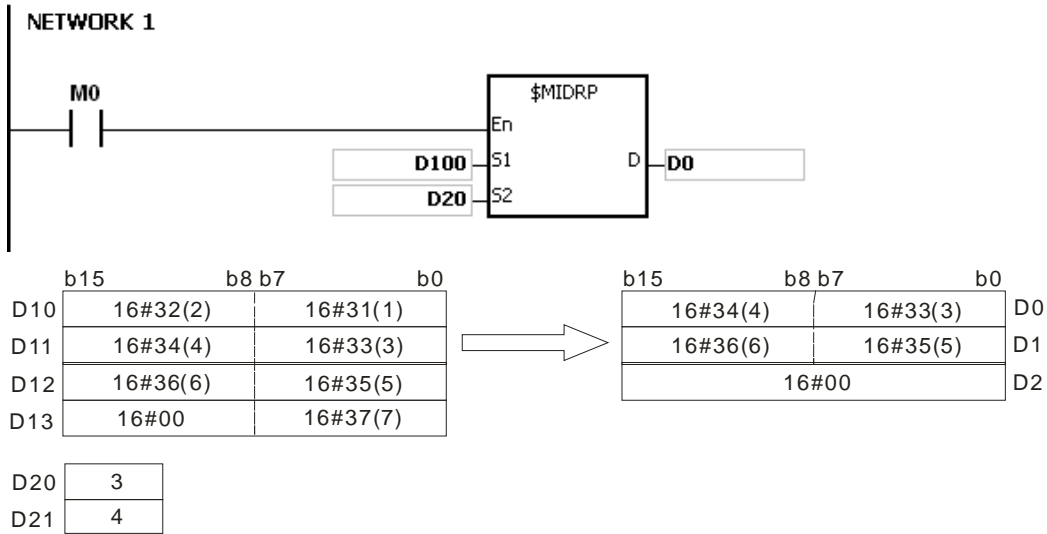 NETWORK 1
M0
$MIDRP
En
D100 S1 D D0
D20 S2
b15 b8 b7 b0 b15 b8 b7 b0
D10 16#32(2) 16#31(1) 16#34(4) 16#33(3) D0
D11 16#34(4) 16#33(3) 16#36(6) 16#35(5) D1
D12 16#36(6) 16#35(5) 16#00 D2
D13 16#00 16#37(7)
D20 3
D21 4